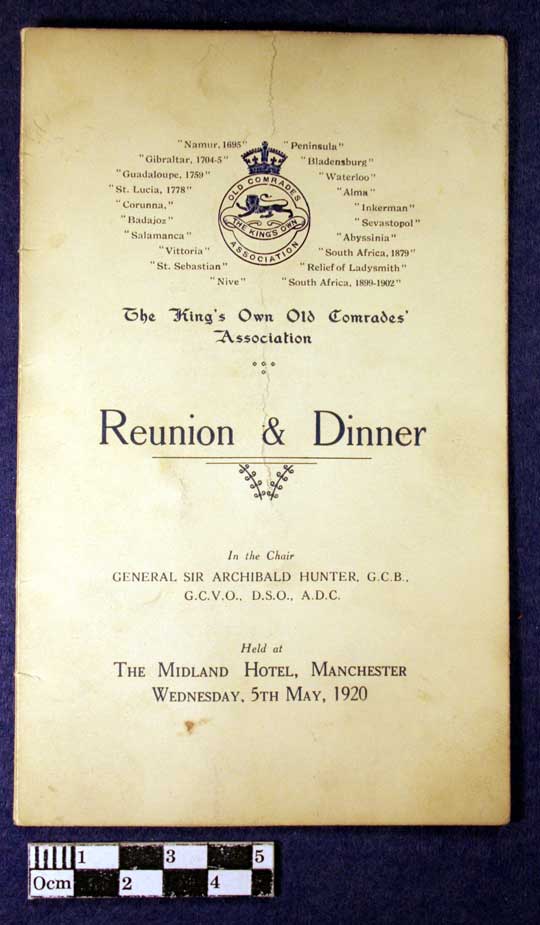 "Namur, 1695" "Peninsula"
"Gibraltar, 1704-5" "Bladensburg"
"Guadaloupe, 1759" "Waterloo"
"St. Lucia, 1778" "Alma"
"Corunna," "Inkerman"
"Badajoz" "Sevastopol"
"Salamanca" "Abyssinia"
"Vittoria" "South Africa, 1879"
"St. Sebastian" "Relief of Ladysmith"
"Nive" "South Africa, 1899-1902"
OLD COMRADES
THE KING'S OWN
ASSOCIATION
The King's Own Old Comrades'
Association
Reunion & Dinner
In the Chair
GENERAL SIR ARCHIBALD HUNTER, G.C.B.,
G.C.V.O., D.S.O., A.D.C.
Held at
THE MIDLAND HOTEL, MANCHESTER
WEDNESDAY, 5TH MAY, 1920
1 3 5
0cm 2 4